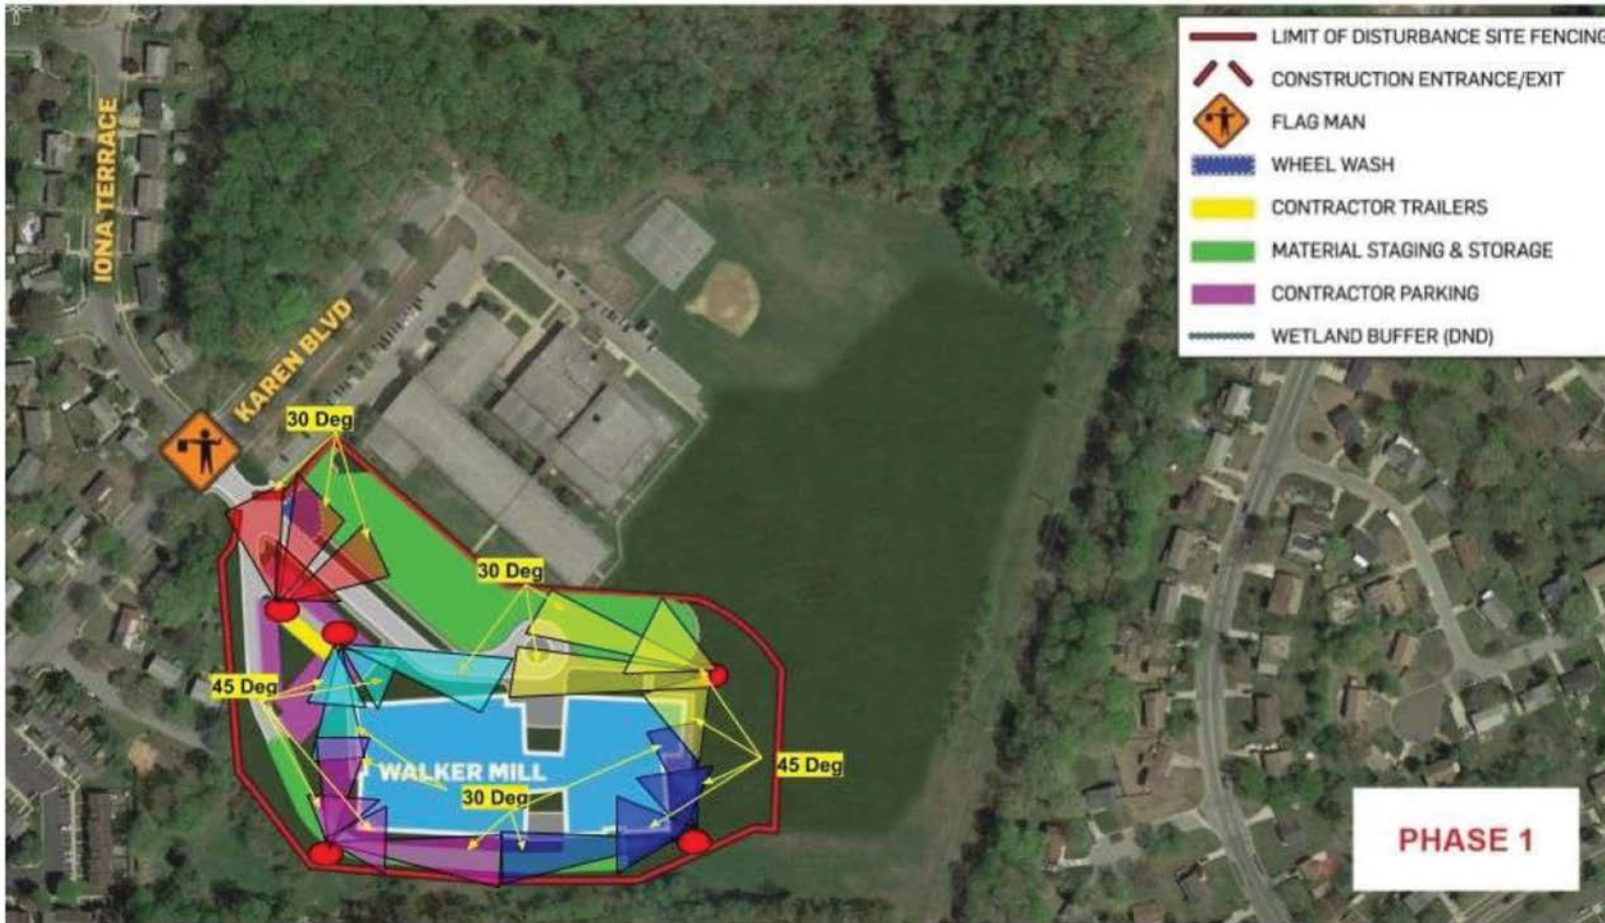 LIMIT OF DISTURBANCE SITE FENCING
CONSTRUCTION ENTRANCE/EXIT
FLAG MAN
WHEEL WASH
CONTRACTOR TRAILERS
MATERIAL STAGING & STORAGE
CONTRACTOR PARKING
WETLAND BUFFER (DND)
IONA TERRACE
KAREN BLVD
30 Deg
30 Deg
45 Deg
WALKER MILL
45 Deg
30 Deg
PHASE 1